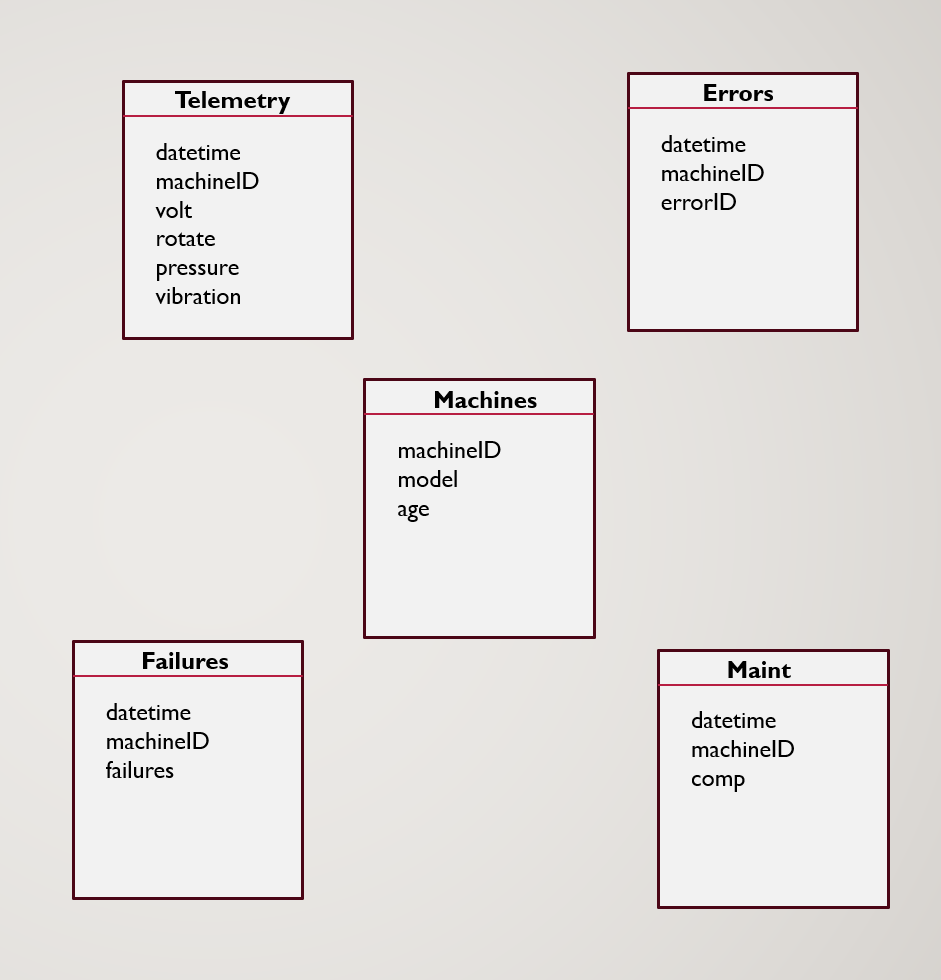 Telemetry
datetime
machineID
volt
rotate
pressure
vibration
Errors
datetime
machineID
errorID
Machines
machineID
model
age
Failures
datetime
machineID
failures
Maint
datetime
machineID
comp